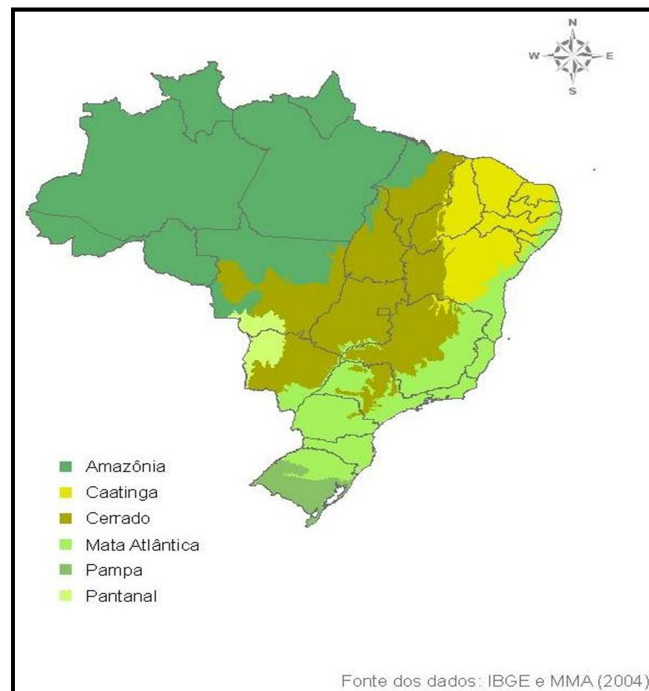 N
W E
S
Amazônia
Caatinga
Cerrado
Mata Atlântica
Pampa
Pantanal
Fonte dos dados: IBGE e MMA (2004)